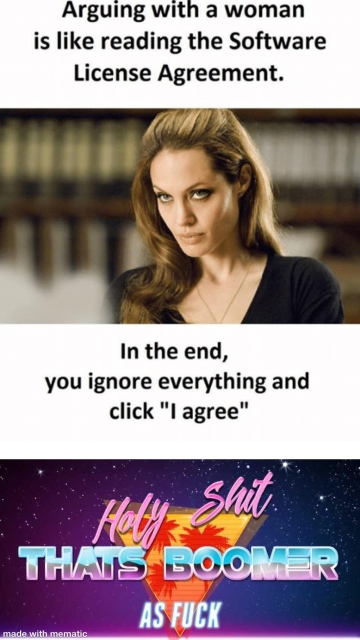 Arguing with a woman
is like reading the Software
License Agreement.
In the end,
you ignore everything and
click "I agree"
Holy Shit
THATS BOOMER
AS FUCK
made with mematic